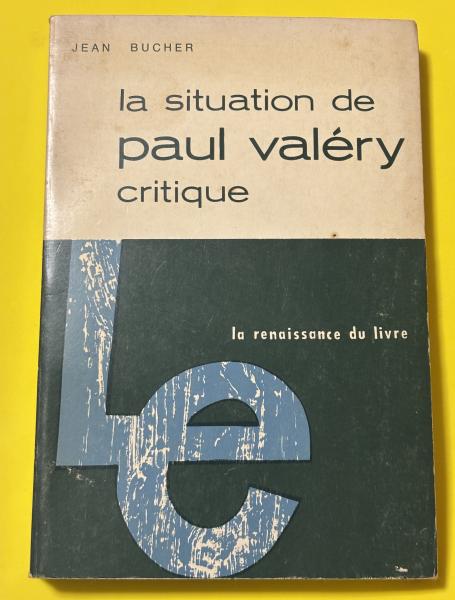 JEAN BUCHER
la situation de
paul valéry
critique
la renaissance du livre
Le